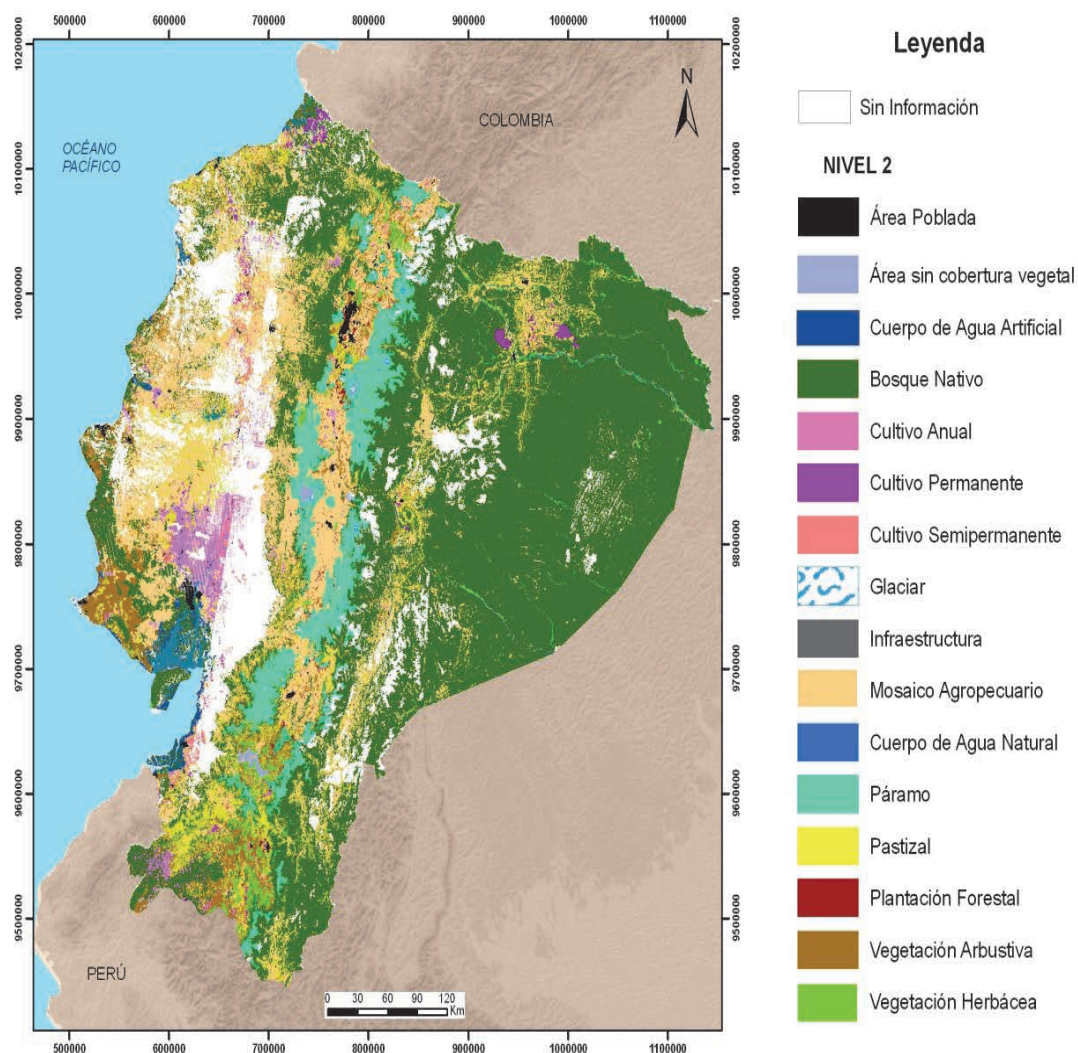 500000 600000 700000 800000 900000 1000000 1100000
10200000
10100000
10000000
9900000
9800000
9700000
9600000
9500000
OCÉANO
PACÍFICO
COLOMBIA
N
PERÚ
0 30 60 90 120
Km
10200000
10100000
10000000
9900000
9800000
9700000
9600000
9500000
500000 600000 700000 800000 900000 1000000 1100000
Leyenda
Sin Información
NIVEL 2
Área Poblada
Área sin cobertura vegetal
Cuerpo de Agua Artificial
Bosque Nativo
Cultivo Anual
Cultivo Permanente
Cultivo Semipermanente
Glaciar
Infraestructura
Mosaico Agropecuario
Cuerpo de Agua Natural
Páramo
Pastizal
Plantación Forestal
Vegetación Arbustiva
Vegetación Herbácea